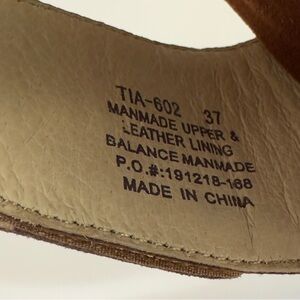 TIA-602 37
MANMADE UPPER &
LEATHER LINING
BALANCE MANMADE
P.O.#:191218-168
MADE IN CHINA